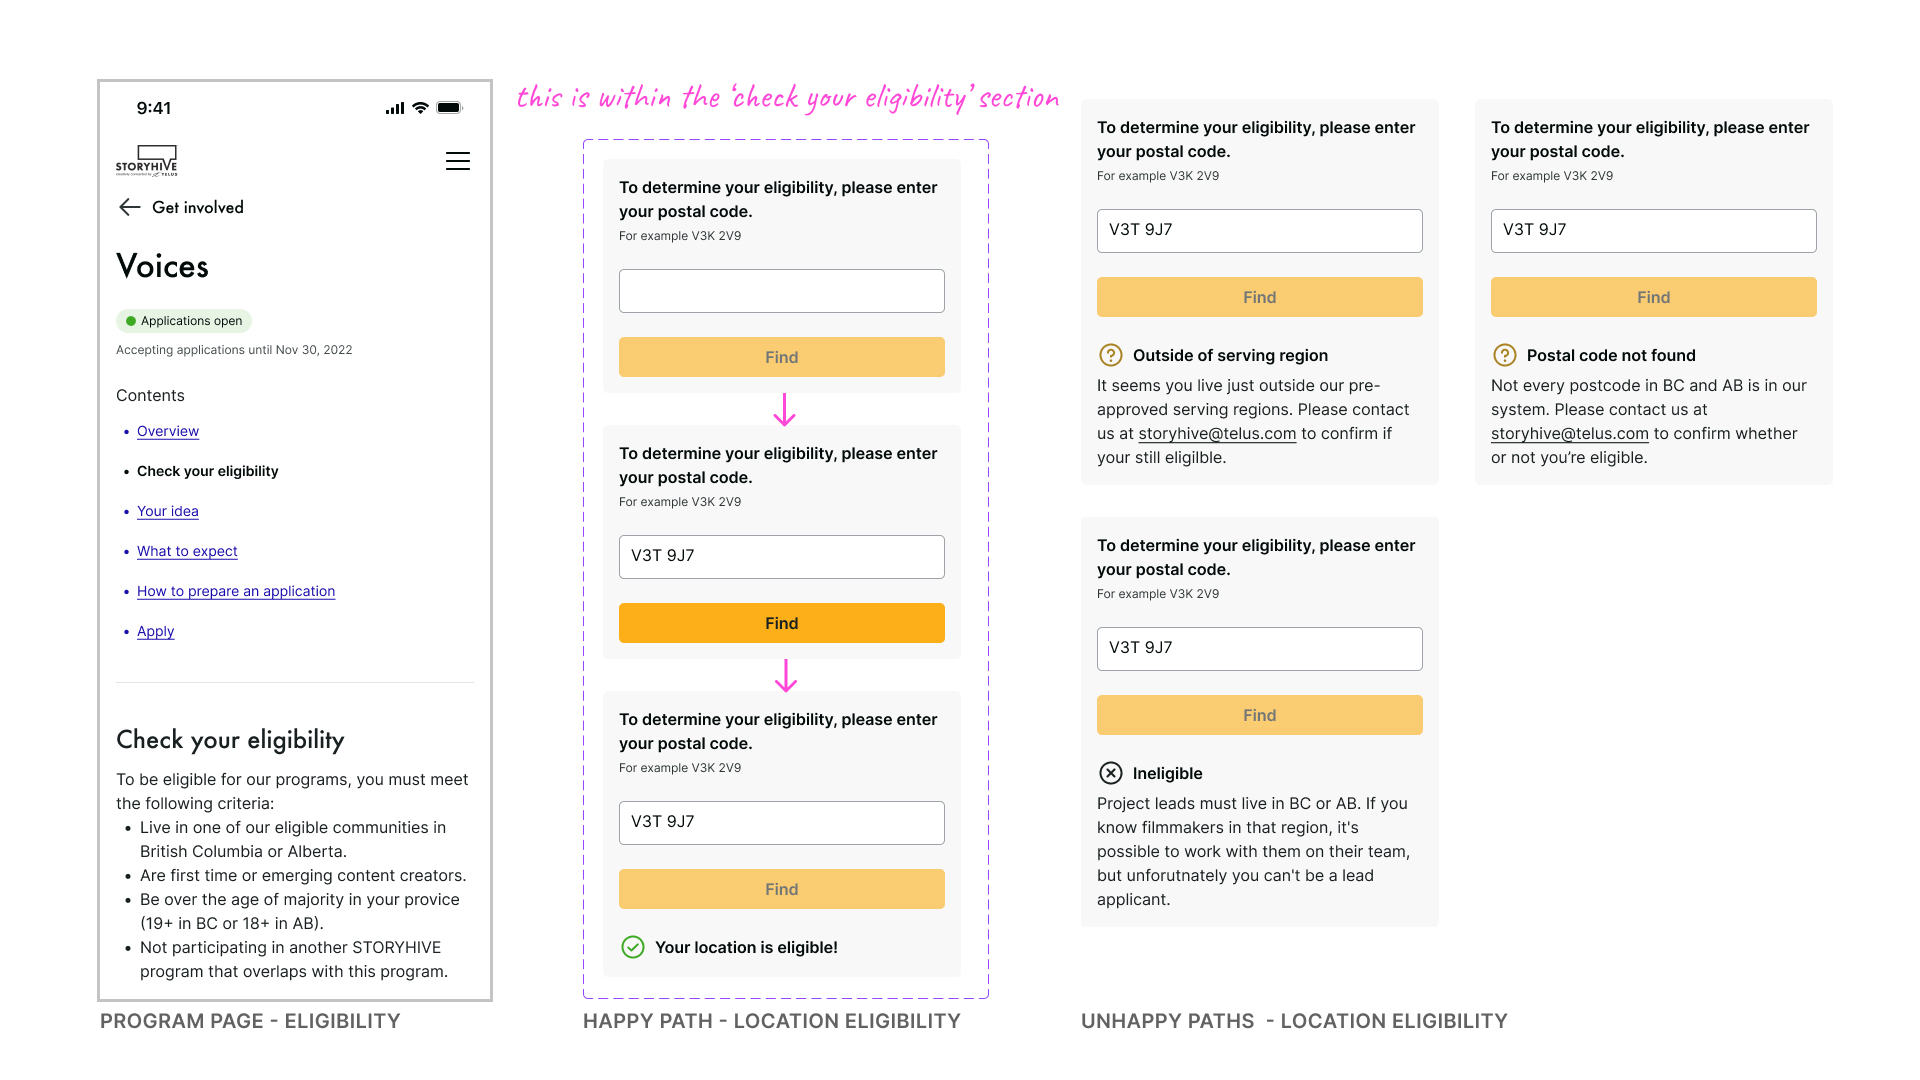 9:41
STORYHIVE
TELUS
Get involved
Voices
Applications open
Accepting applications until Nov 30, 2022
Contents
• Overview
• Check your eligibility
• Your idea
• What to expect
• How to prepare an application
• Apply
Check your eligibility
To be eligible for our programs, you must meet
the following criteria:
• Live in one of our eligible communities in
British Columbia or Alberta.
• Are first time or emerging content creators.
• Be over the age of majority in your provice
(19+ in BC or 18+ in AB).
• Not participating in another STORYHIVE
program that overlaps with this program.
PROGRAM PAGE - ELIGIBILITY
this is within the ‘check your eligibility’ section
To determine your eligibility, please enter
your postal code.
For example V3K 2V9
Find
To determine your eligibility, please enter
your postal code.
For example V3K 2V9
V3T 9J7
Find
To determine your eligibility, please enter
your postal code.
For example V3K 2V9
V3T 9J7
Find
Your location is eligible!
HAPPY PATH - LOCATION ELIGIBILITY
To determine your eligibility, please enter
your postal code.
For example V3K 2V9
V3T 9J7
Find
Outside of serving region
It seems you live just outside our pre-
approved serving regions. Please contact
us at storyhive@telus.com to confirm if
your still eligilble.
To determine your eligibility, please enter
your postal code.
For example V3K 2V9
V3T 9J7
Find
Postal code not found
Not every postcode in BC and AB is in our
system. Please contact us at
storyhive@telus.com to confirm whether
or not you’re eligible.
To determine your eligibility, please enter
your postal code.
For example V3K 2V9
V3T 9J7
Find
Ineligible
Project leads must live in BC or AB. If you
know filmmakers in that region, it's
possible to work with them on their team,
but unforutnately you can't be a lead
applicant.
UNHAPPY PATHS - LOCATION ELIGIBILITY